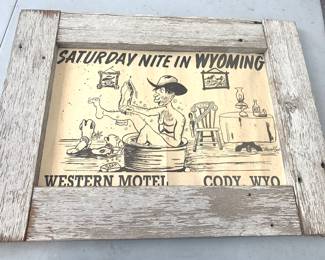 SATURDAY NITE IN WYOMING
WESTERN MOTEL CODY, WYO